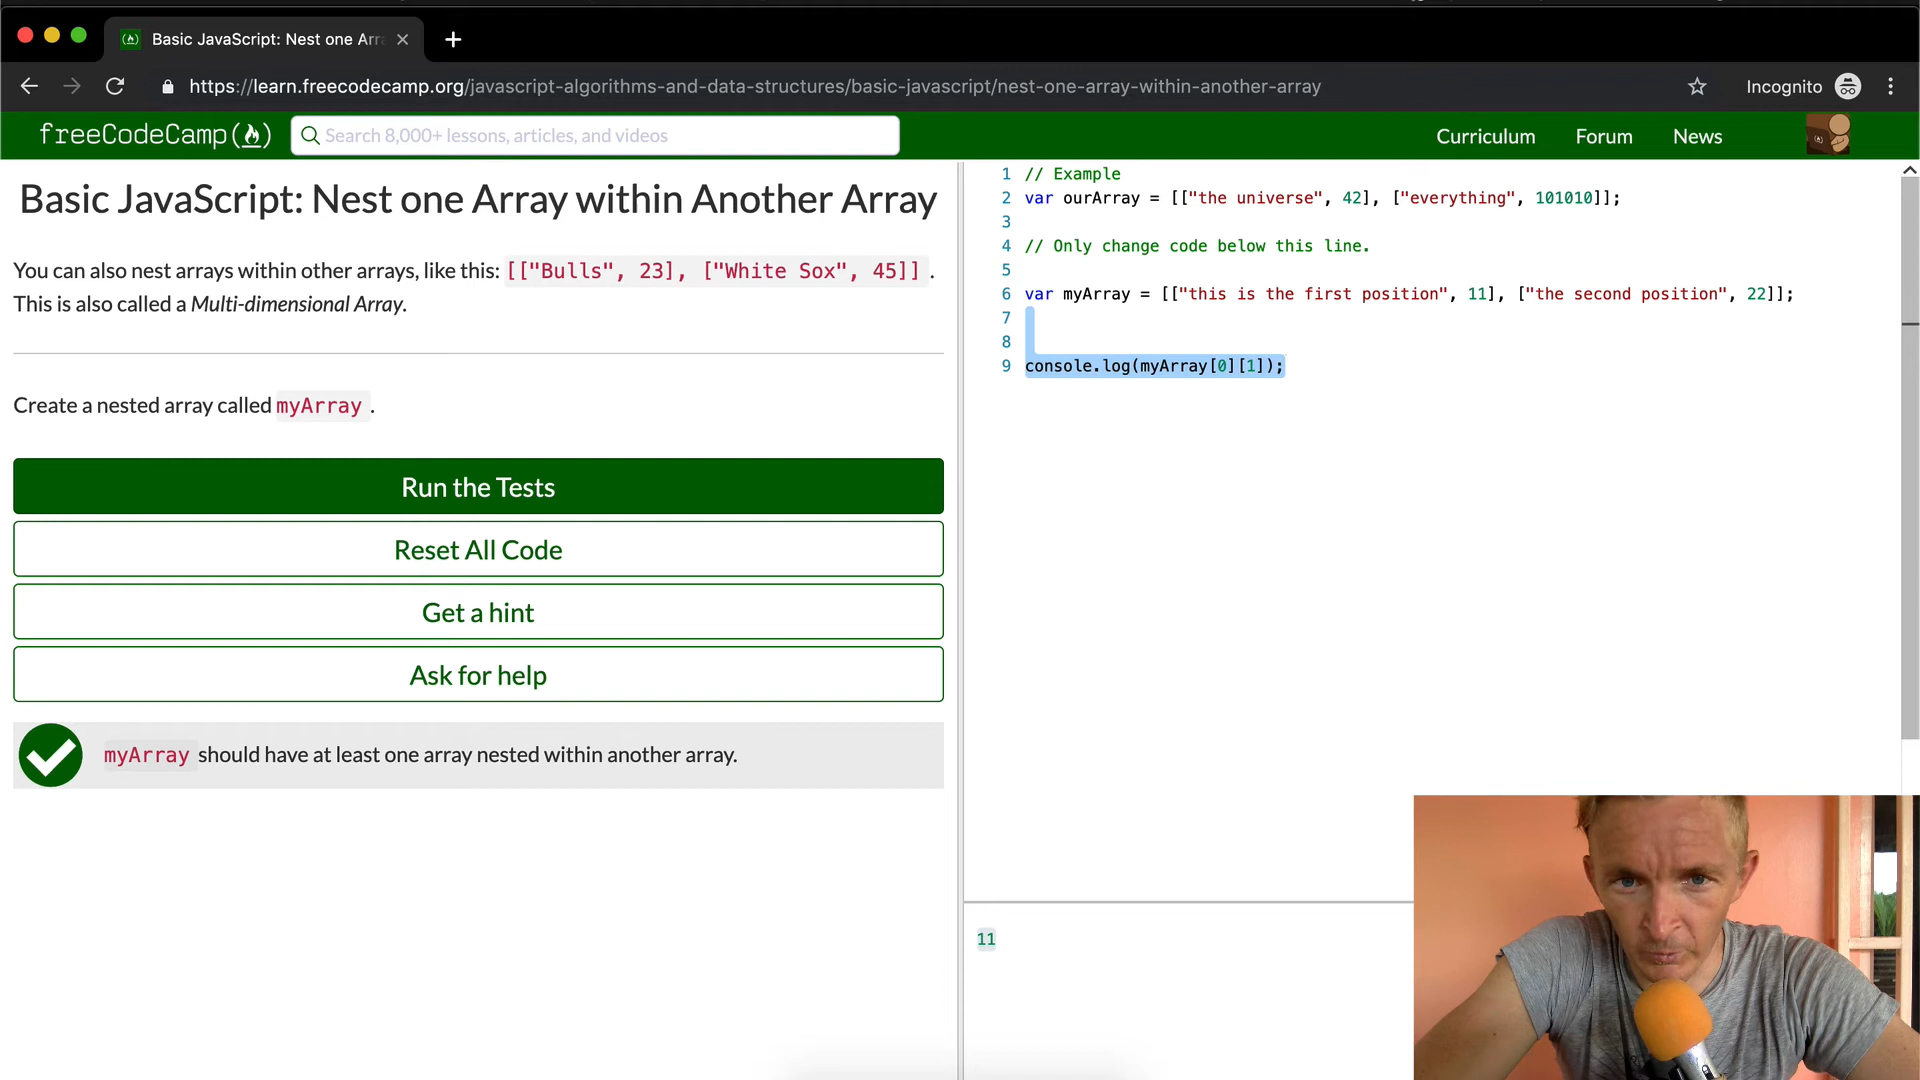 Basic JavaScript: Nest one Arr
https://learn.freecodecamp.org/javascript-algorithms-and-data-structures/basic-javascript/nest-one-array-within-another-array
Incognito
freeCodeCamp
Search 8,000+ lessons, articles, and videos
Curriculum
Forum
News
Basic JavaScript: Nest one Array within Another Array
You can also nest arrays within other arrays, like this: [["Bulls", 23], ["White Sox", 45]] .
This is also called a Multi-dimensional Array.
Create a nested array called myArray .
Run the Tests
Reset All Code
Get a hint
Ask for help
myArray should have at least one array nested within another array.
1 // Example
2 var ourArray = [["the universe", 42], ["everything", 101010]];
3
4 // Only change code below this line.
5
6 var myArray = [["this is the first position", 11], ["the second position", 22]];
7
8
9 console.log(myArray[0][1]);
11